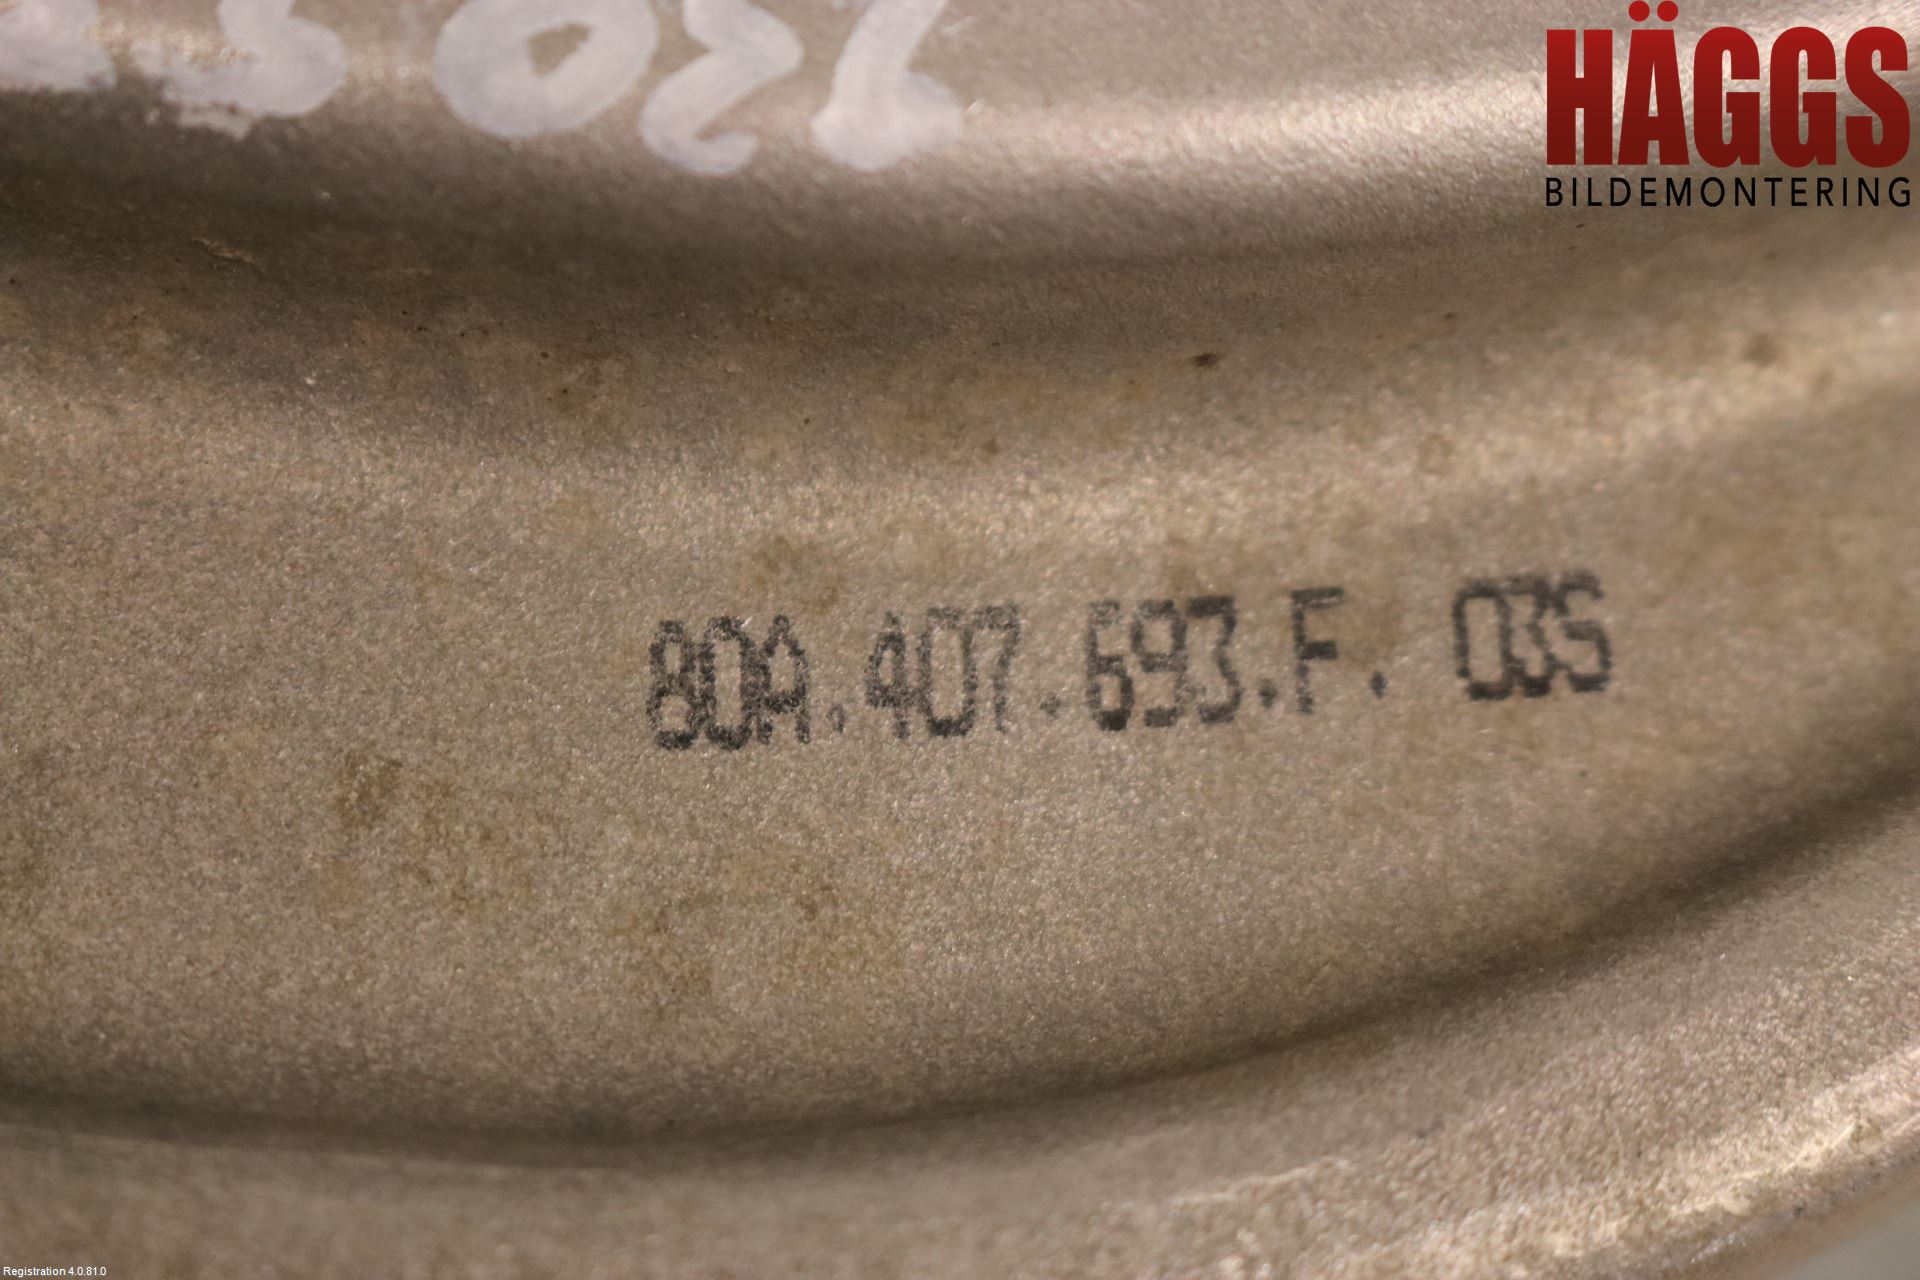 HÄGGS
BILDEMONTERING
80A.407.693.F. 03S
Registration 4.0.81.0